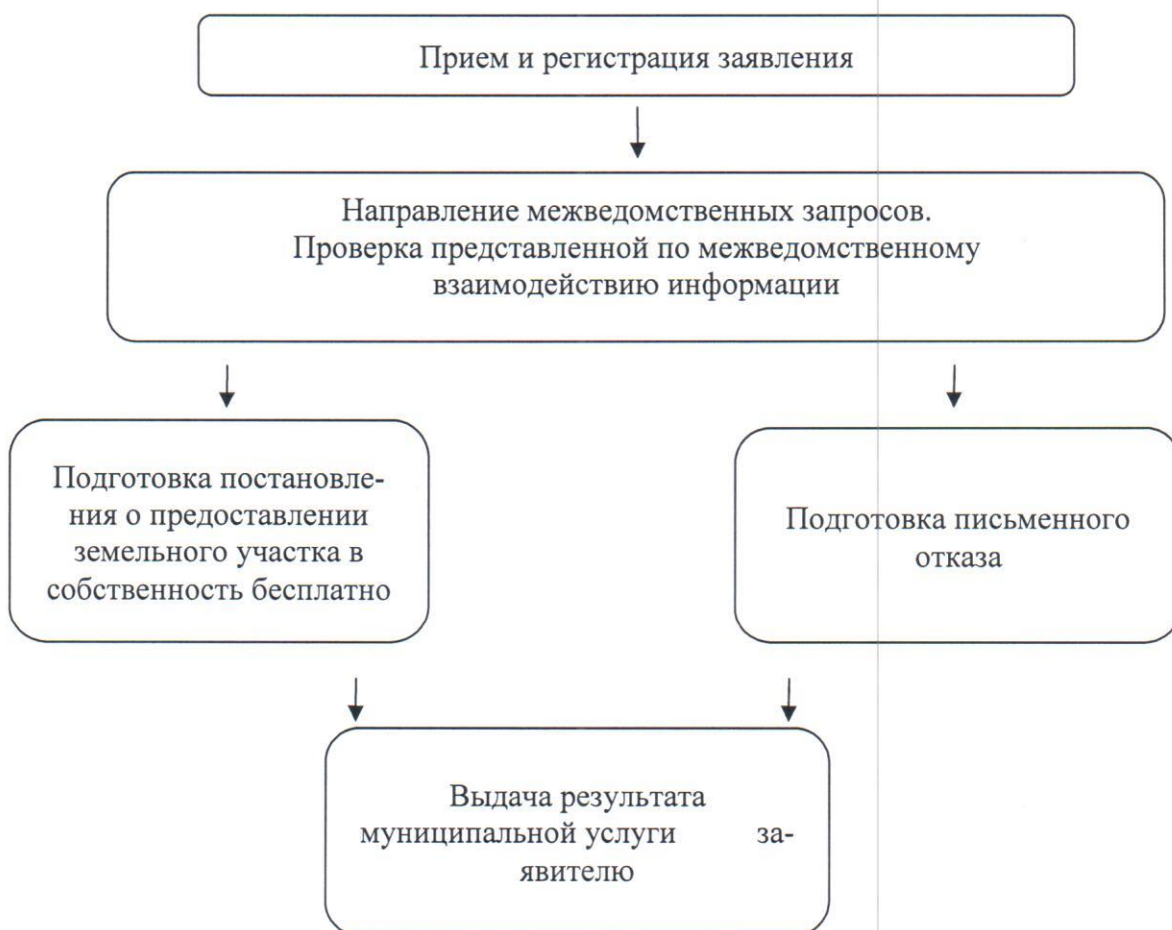 Прием и регистрация заявления
Направление межведомственных запросов.
Проверка представленной по межведомственному
взаимодействию информации
Подготовка постановле-
ния о предоставлении
земельного участка в
собственность бесплатно
Подготовка письменного
отказа
Выдача результата
муниципальной услуги за-
явителю